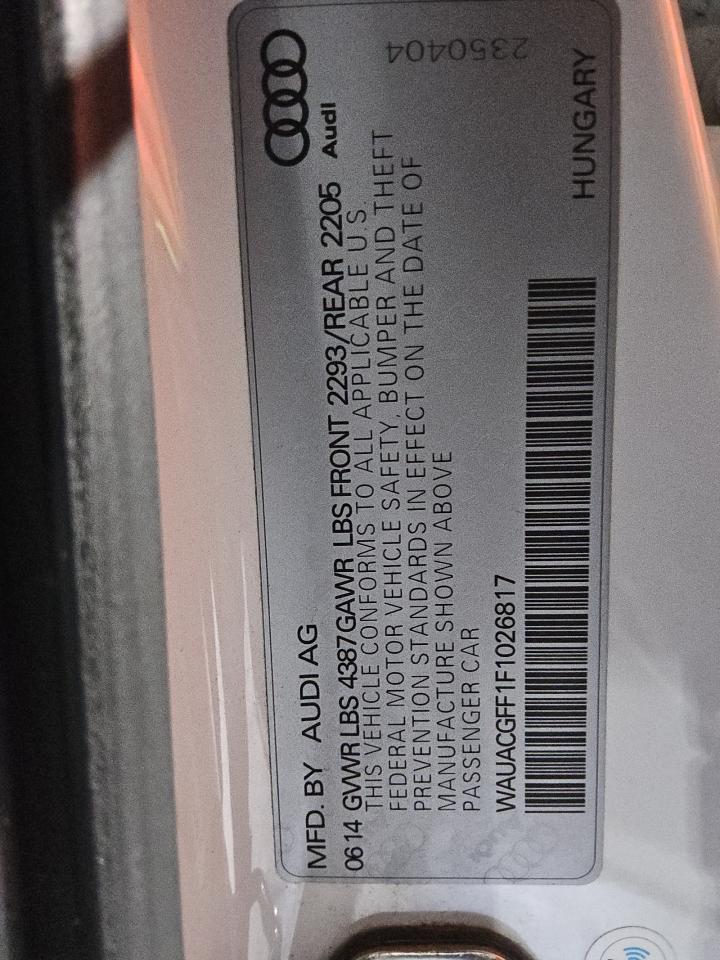 Audi
2350404
MFD. BY AUDI AG
0614 GVWR LBS 4387 GAWR LBS FRONT 2293/REAR 2205
THIS VEHICLE CONFORMS TO ALL APPLICABLE U.S.
FEDERAL MOTOR VEHICLE SAFETY, BUMPER AND THEFT
PREVENTION STANDARDS IN EFFECT ON THE DATE OF
MANUFACTURE SHOWN ABOVE
PASSENGER CAR
WAUACGFF1F1026817
HUNGARY